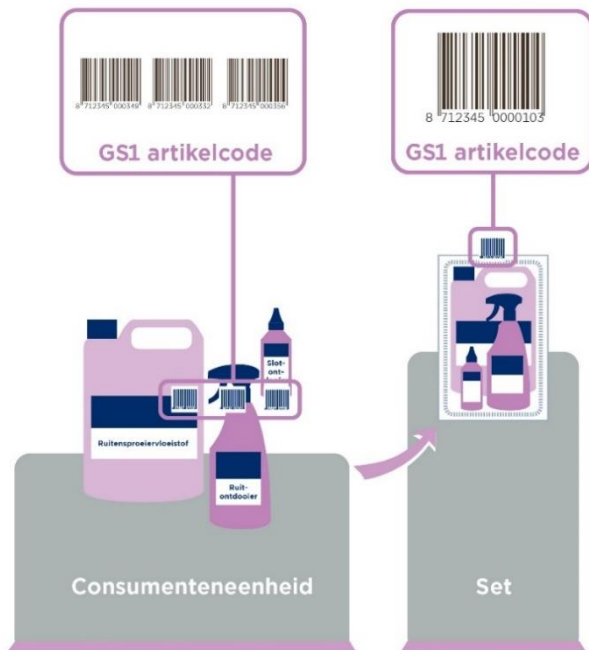 8 712345 000349 8 712345 000332 8 712345 000356
GS1 artikelcode
8 712345 0000103
GS1 artikelcode
Slot-
ont-
Ruitensproeiervloeistof
Ruit-
ontdooier
Consumenteneenheid
Set